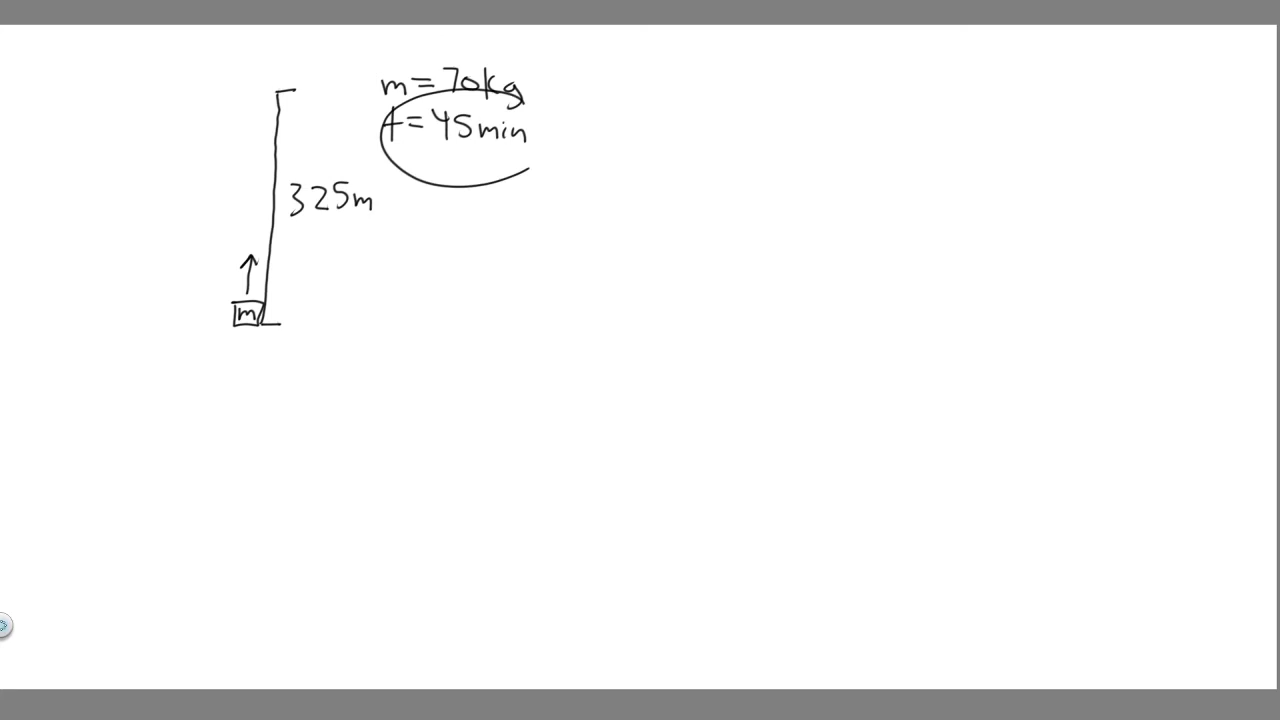 m = 70kg
t = 45min
325m
m